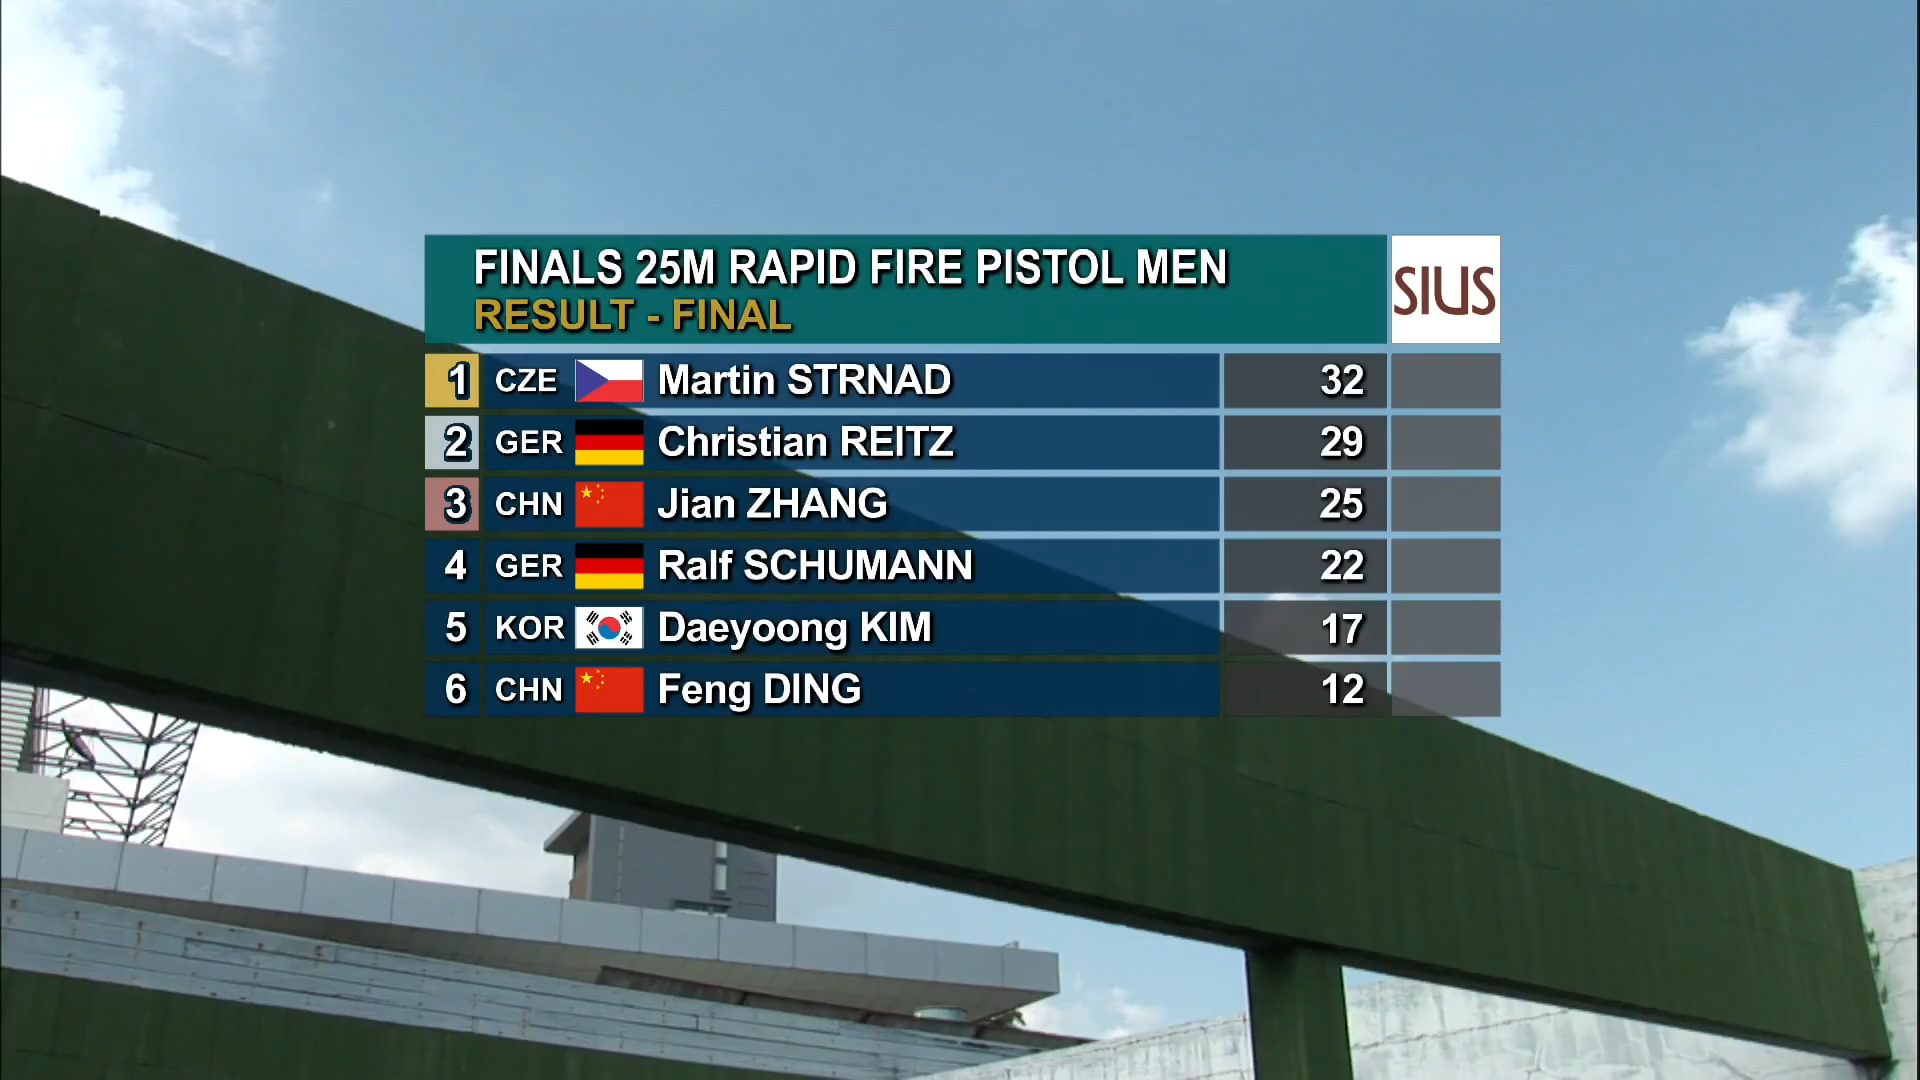 FINALS 25M RAPID FIRE PISTOL MEN
RESULT - FINAL
SIUS
1 CZE Martin STRNAD 32
2 GER Christian REITZ 29
3 CHN Jian ZHANG 25
4 GER Ralf SCHUMANN 22
5 KOR Daeyoong KIM 17
6 CHN Feng DING 12